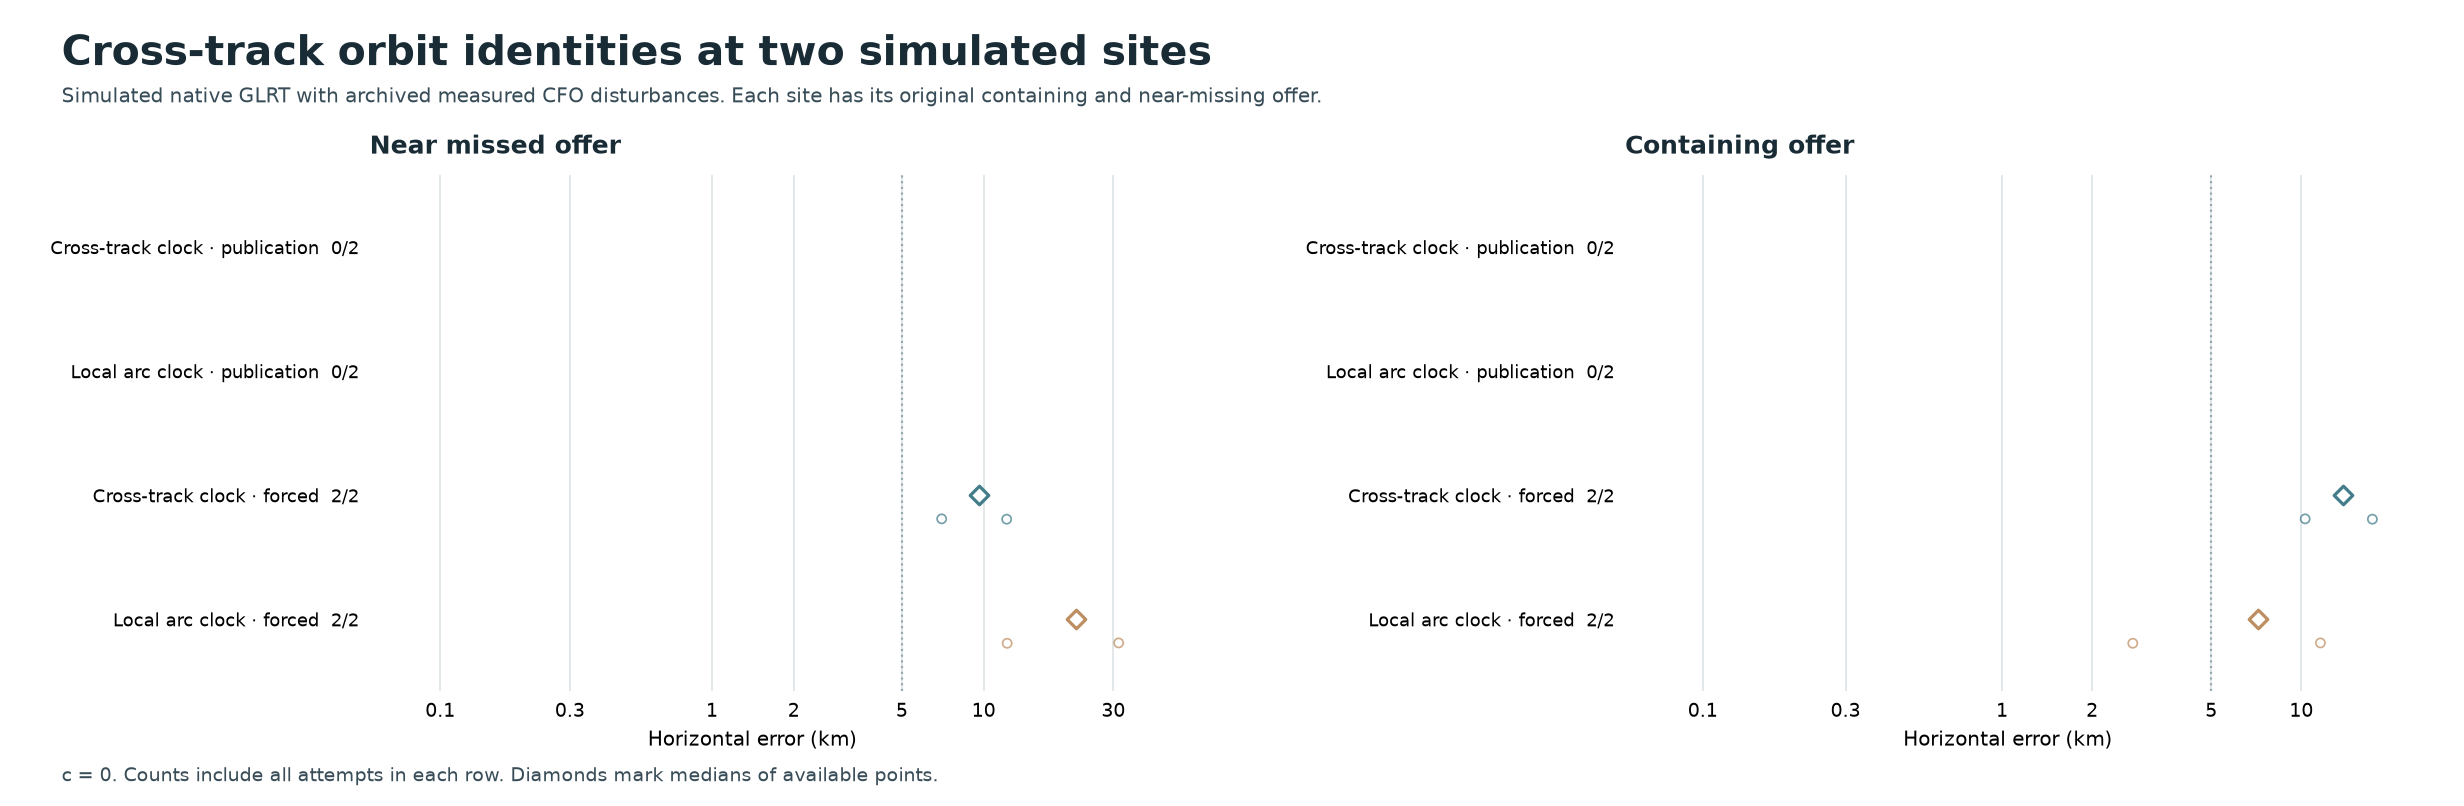 Cross-track orbit identities at two simulated sites
Simulated native GLRT with archived measured CFO disturbances. Each site has its original containing and near-missing offer.
Near missed offer
Cross-track clock · publication 0/2
Local arc clock · publication 0/2
Cross-track clock · forced 2/2
Local arc clock · forced 2/2
0.1 0.3 1 2 5 10 30
Horizontal error (km)
Containing offer
Cross-track clock · publication 0/2
Local arc clock · publication 0/2
Cross-track clock · forced 2/2
Local arc clock · forced 2/2
0.1 0.3 1 2 5 10
Horizontal error (km)
c = 0. Counts include all attempts in each row. Diamonds mark medians of available points.